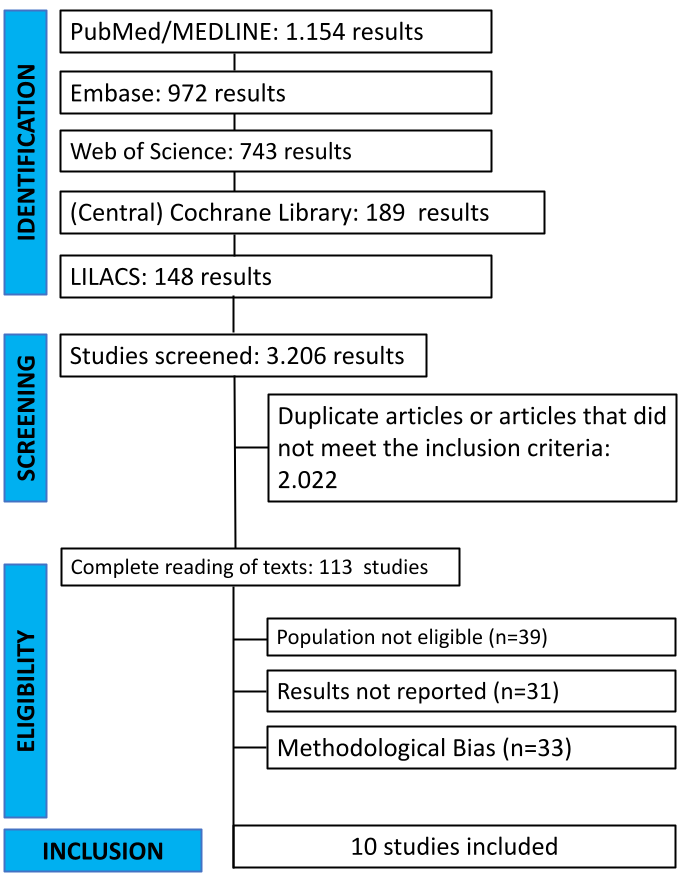 IDENTIFICATION
PubMed/MEDLINE: 1.154 results
Embase: 972 results
Web of Science: 743 results
(Central) Cochrane Library: 189 results
LILACS: 148 results
SCREENING
Studies screened: 3.206 results
Duplicate articles or articles that did
not meet the inclusion criteria:
2.022
ELIGIBILITY
Complete reading of texts: 113 studies
Population not eligible (n=39)
Results not reported (n=31)
Methodological Bias (n=33)
INCLUSION
10 studies included